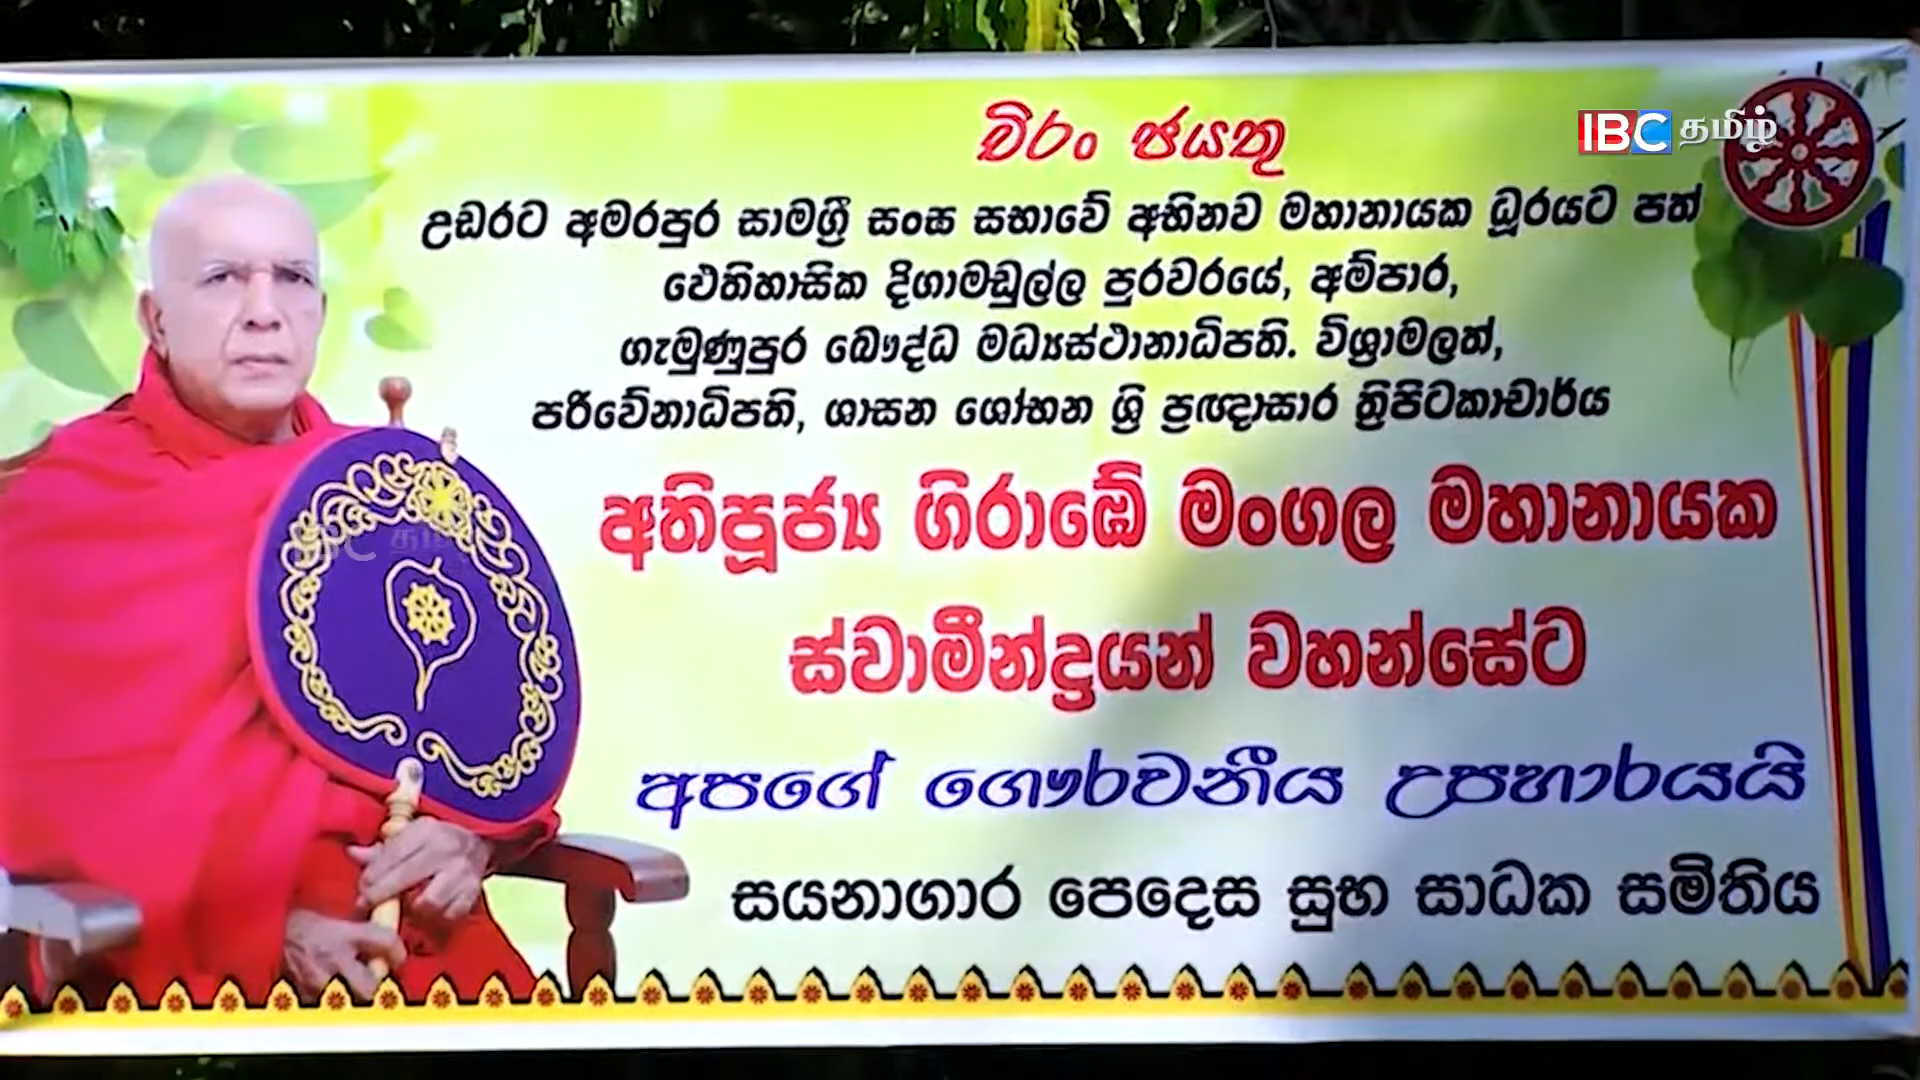 චිරං ජයතු
IBC தமிழ்
උඩරට අමරපුර සාමග්‍රී සංඝ සභාවේ අභිනව මහානායක ධූරයට පත්
ඓතිහාසික දිගාමඩුල්ල පුරවරයේ, අම්පාර,
ගැමුණුපුර බෞද්ධ මධ්‍යස්ථානාධිපති. විශ්‍රාමලත්,
පරිවේනාධිපති, ශාසන ශෝභන ශ්‍රී ප්‍රඥාසාර ත්‍රිපිටකාචාර්ය
අතිපූජ්‍ය ගිරාඹේ මංගල මහානායක
ස්වාමීන්ද්‍රයන් වහන්සේට
අපගේ ගෞරවනීය උපහාරයයි
සයනාගාර පෙදෙස සුභ සාධක සමිතිය
IBC தமிழ்